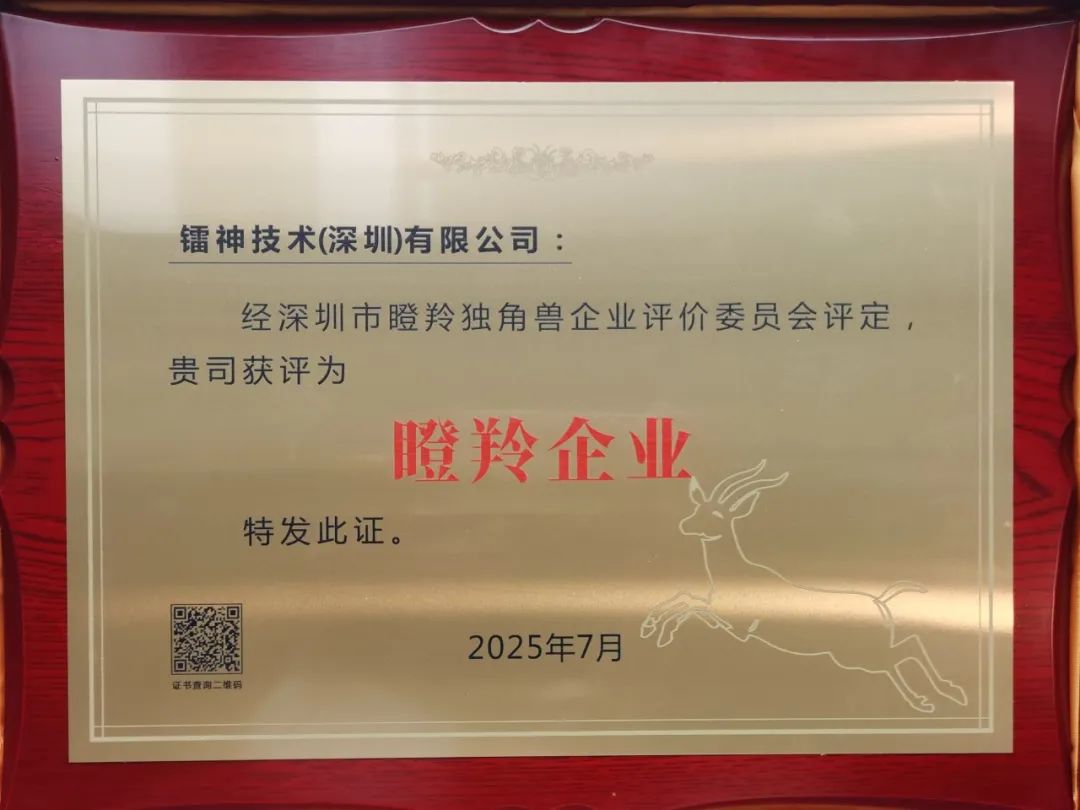 镭神技术(深圳)有限公司：
经深圳市瞪羚独角兽企业评价委员会评定，
贵司获评为
瞪羚企业
特发此证。
2025年7月
证书查询二维码